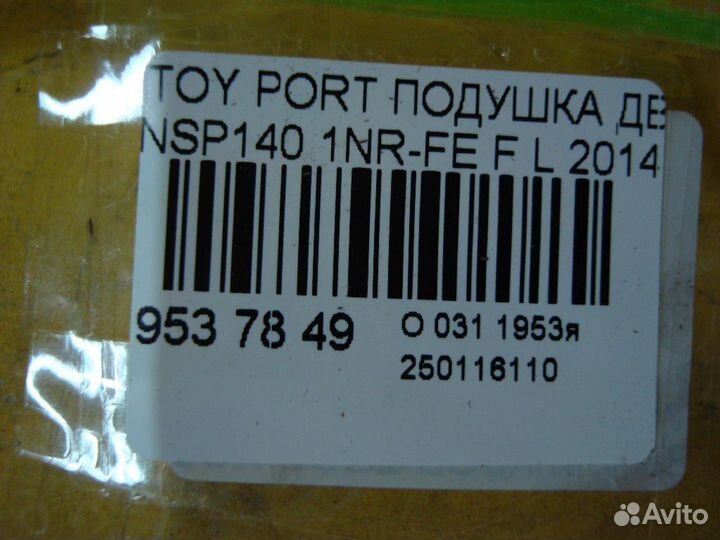 TOY PORT ПОДУШКА ДВ
NSP140 1NR-FE F L 2014
953 78 49
О 031 1953я
250116110
Avito